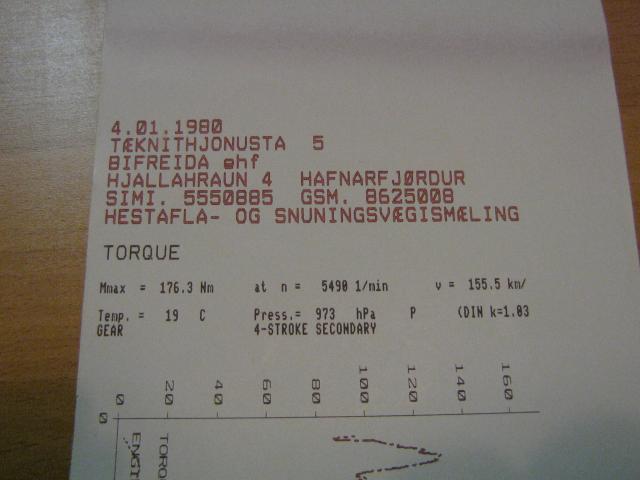 4.01.1980
TÆKNITHJONUSTA 5
BIFREIDA ehf
HJALLAHRAUN 4 HAFNARFJØRDUR
SIMI. 5550885 GSM. 8625008
HESTAFLA- OG SNUNINGSVÆGISMÆLING
TORQUE
Mmax = 176.3 Nm at n = 5490 1/min v = 155.5 km/
Temp. = 19 C Press.= 973 hPa P (DIN k=1.03
GEAR 4-STROKE SECONDARY
0 20 40 60 80 100 120 140 160
0
ENGI
TORQ